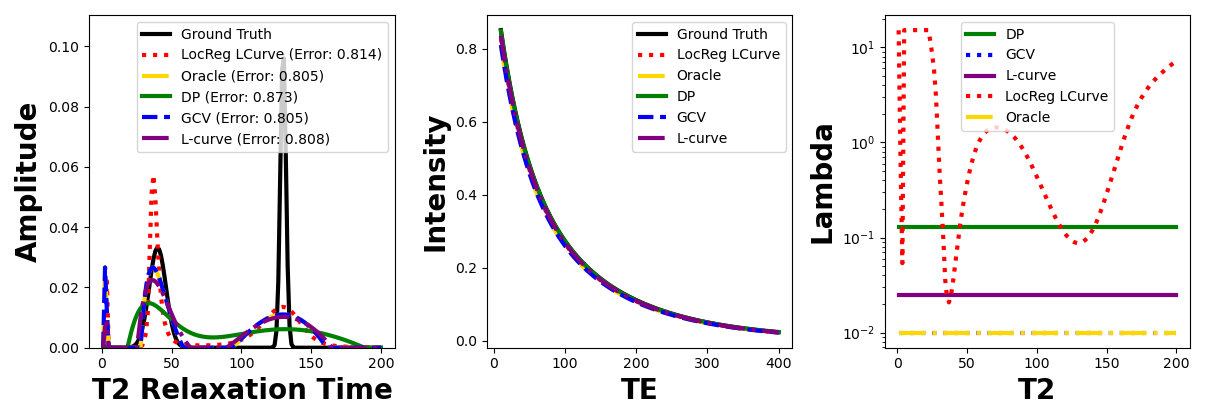 Amplitude
0.10
0.08
0.06
0.04
0.02
0.00
0
50
100
150
200
T2 Relaxation Time
Ground Truth
LocReg LCurve (Error: 0.814)
Oracle (Error: 0.805)
DP (Error: 0.873)
GCV (Error: 0.805)
L-curve (Error: 0.808)
Intensity
0.8
0.6
0.4
0.2
0.0
0
100
200
300
400
TE
Ground Truth
LocReg LCurve
Oracle
DP
GCV
L-curve
Lambda
10¹
10⁰
10⁻¹
10⁻²
0
50
100
150
200
T2
DP
GCV
L-curve
LocReg LCurve
Oracle